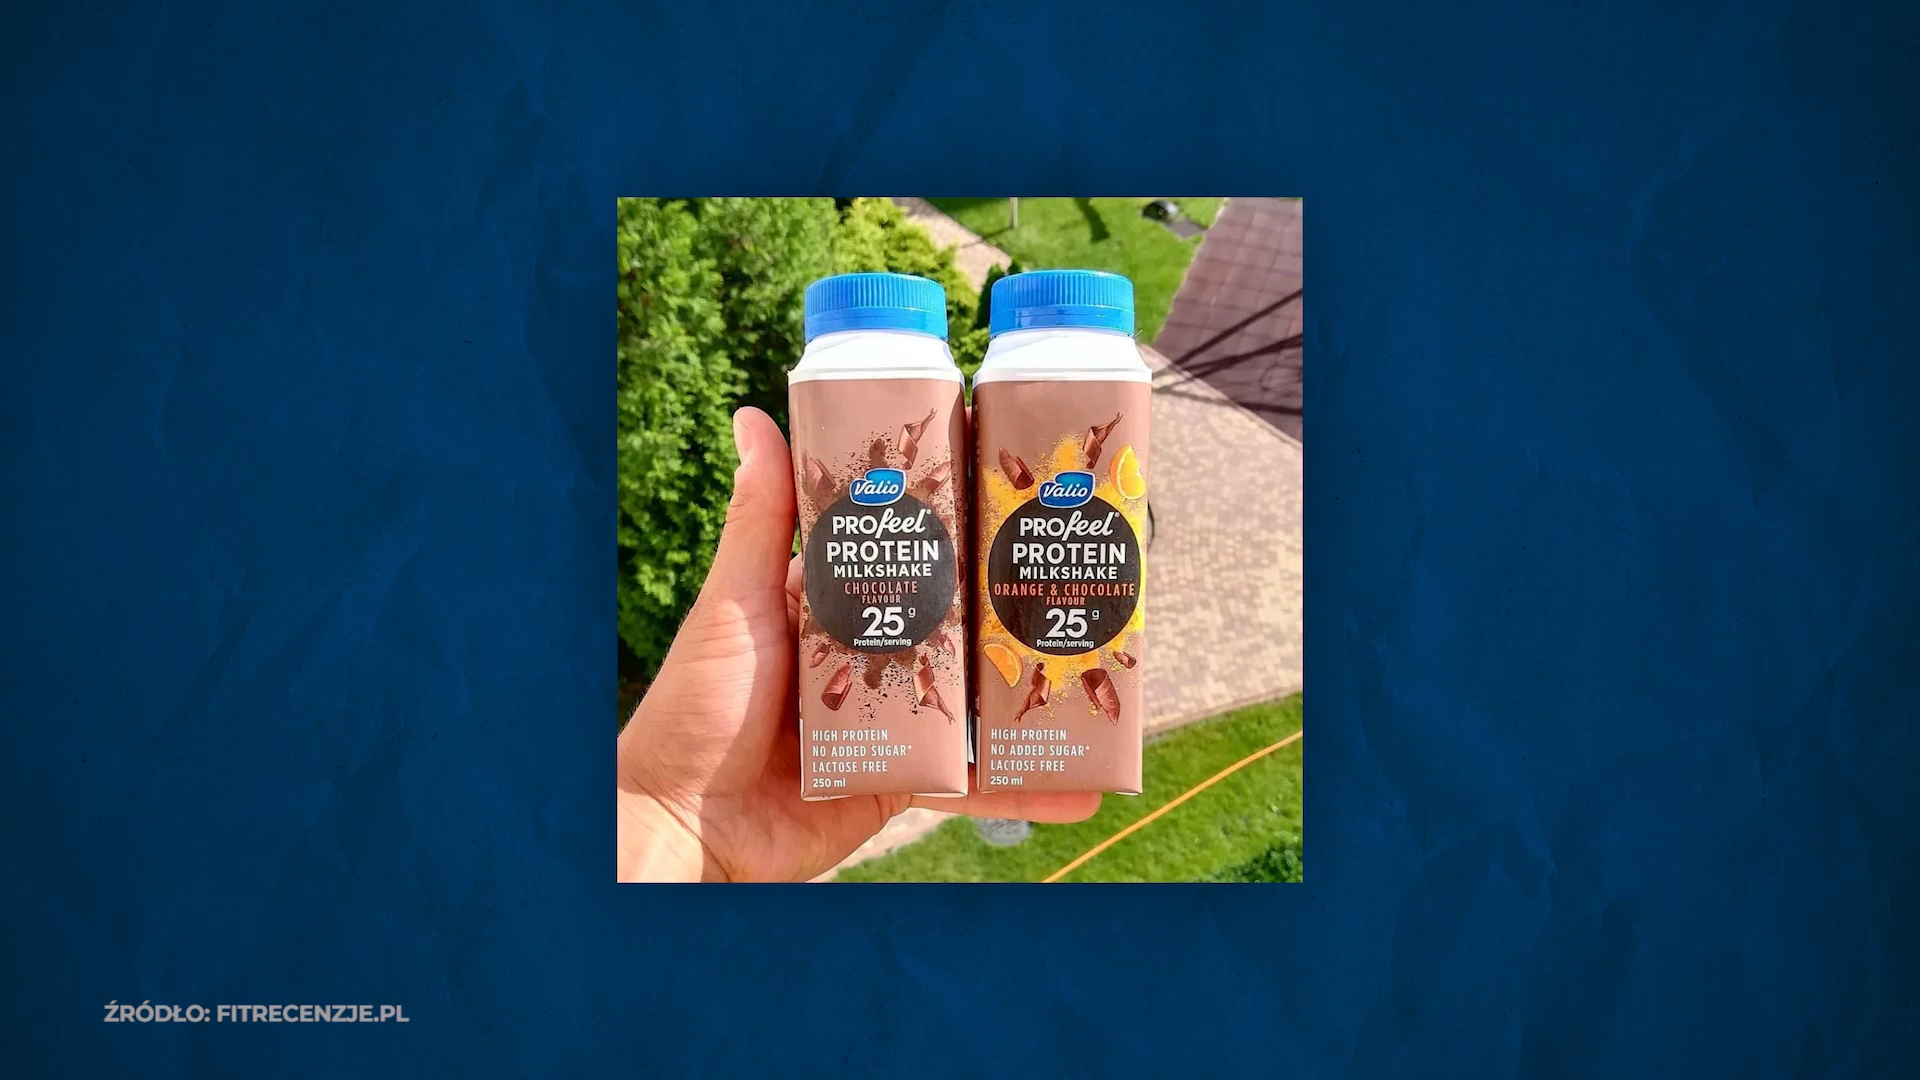 Valio
PROfeel®
PROTEIN
MILKSHAKE
CHOCOLATE
FLAVOUR
25 g
Protein/serving
HIGH PROTEIN
NO ADDED SUGAR*
LACTOSE FREE
250 ml
Valio
PROfeel®
PROTEIN
MILKSHAKE
ORANGE & CHOCOLATE
FLAVOUR
25 g
Protein/serving
HIGH PROTEIN
NO ADDED SUGAR*
LACTOSE FREE
250 ml
ŹRÓDŁO: FITRECENZJE.PL